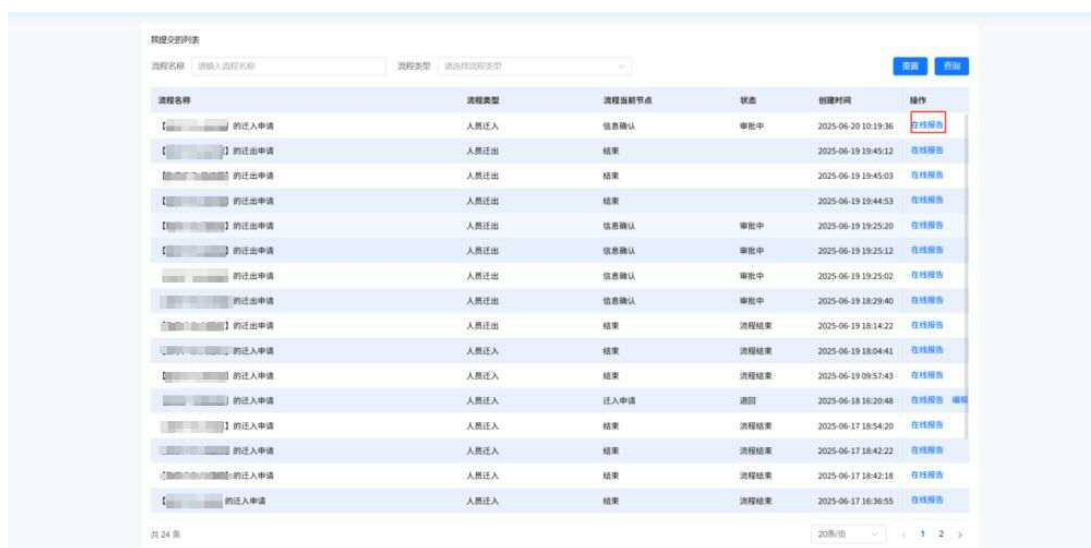 我提交的列表
流程名称 请输入流程名称 流程类型 请选择流程类型 重置 查询
流程名称 流程类型 流程当前节点 状态 创建时间 操作
【 】 的迁入申请 人员迁入 信息确认 审批中 2025-06-20 10:19:36 在线报告
【 】 的迁出申请 人员迁出 结束 2025-06-19 19:45:12 在线报告
【 】 的迁出申请 人员迁出 结束 2025-06-19 19:45:03 在线报告
【 】 的迁出申请 人员迁出 结束 2025-06-19 19:44:53 在线报告
【 】 的迁出申请 人员迁出 信息确认 审批中 2025-06-19 19:25:20 在线报告
【 】 的迁出申请 人员迁出 信息确认 审批中 2025-06-19 19:25:12 在线报告
的迁出申请 人员迁出 信息确认 审批中 2025-06-19 19:25:02 在线报告
的迁出申请 人员迁出 信息确认 审批中 2025-06-19 18:29:40 在线报告
【 】 的迁出申请 人员迁出 结束 流程结束 2025-06-19 18:14:22 在线报告
的迁入申请 人员迁入 结束 流程结束 2025-06-19 18:04:41 在线报告
【 】 的迁入申请 人员迁入 结束 流程结束 2025-06-19 09:57:43 在线报告
】 的迁入申请 人员迁入 迁入申请 退回 2025-06-18 16:20:48 在线报告 编辑
】 的迁入申请 人员迁入 结束 流程结束 2025-06-17 18:54:20 在线报告
的迁入申请 人员迁入 结束 流程结束 2025-06-17 18:42:22 在线报告
的迁入申请 人员迁入 结束 流程结束 2025-06-17 18:42:18 在线报告
【 的迁入申请 人员迁入 结束 流程结束 2025-06-17 16:36:55 在线报告
共 24 条 20条/页 1 2